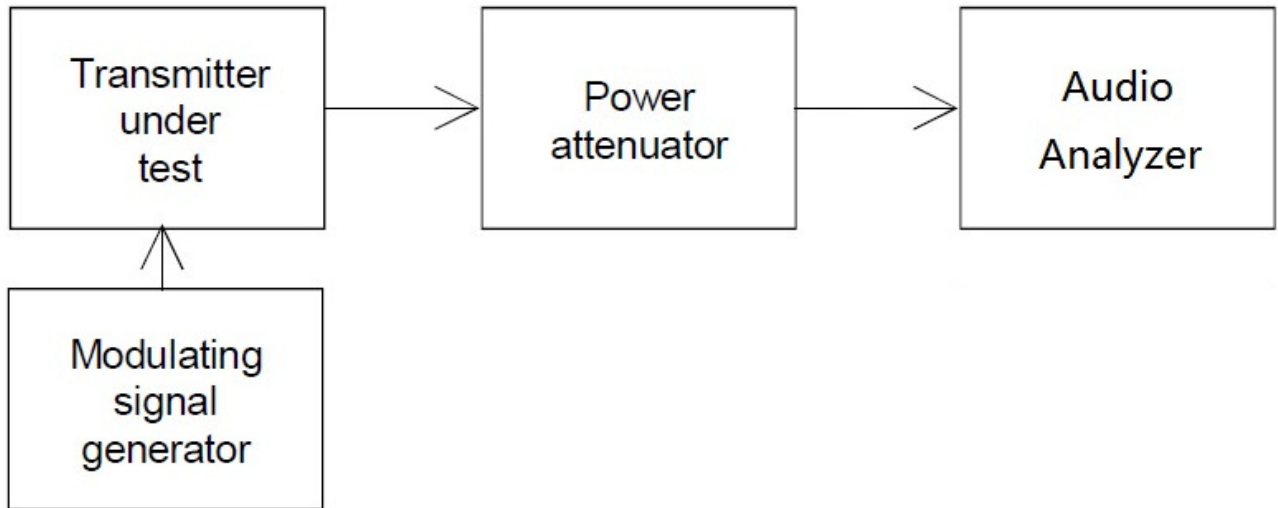 Transmitter
under
test
Power
attenuator
Audio
Analyzer
Modulating
signal
generator